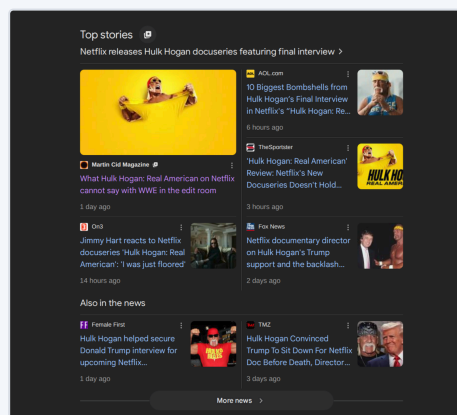 Top stories
Netflix releases Hulk Hogan docuseries featuring final interview
Martin Cid Magazine
What Hulk Hogan: Real American on Netflix
cannot say with WWE in the edit room
1 day ago
AOL.com
10 Biggest Bombshells from
Hulk Hogan's Final Interview
in Netflix's "Hulk Hogan: Re...
6 hours ago
TheSportster
'Hulk Hogan: Real American'
Review: Netflix's New
Docuseries Doesn't Hold...
3 hours ago
HULK HO
REAL AMER
On3
Jimmy Hart reacts to Netflix
docuseries 'Hulk Hogan: Real
American': 'I was just floored'
14 hours ago
Fox News
Netflix documentary director
on Hulk Hogan's Trump
support and the backlash...
2 days ago
Also in the news
FF Female First
Hulk Hogan helped secure
Donald Trump interview for
upcoming Netflix...
1 day ago
TMZ
Hulk Hogan Convinced
Trump To Sit Down For Netflix
Doc Before Death, Director...
3 days ago
More news